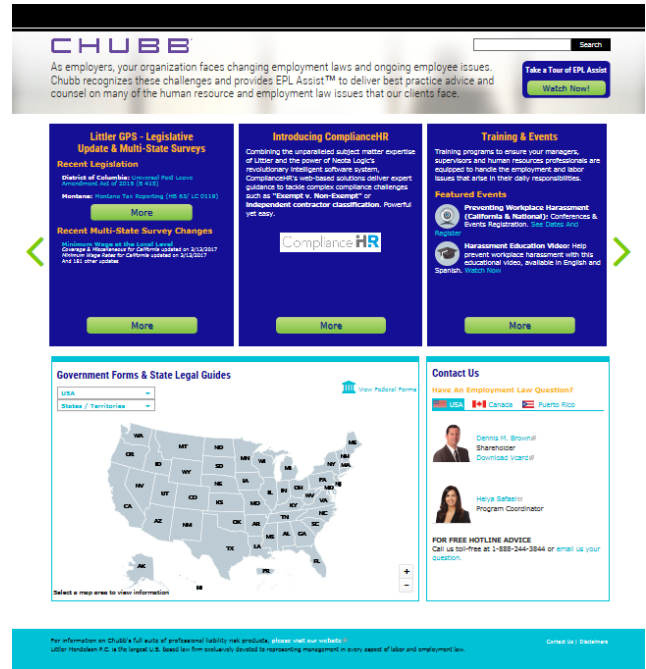 CHUBB
Search
As employers, your organization faces changing employment laws and ongoing employee issues.
Chubb recognizes these challenges and provides EPL Assist™ to deliver best practice advice and
counsel on many of the human resource and employment law issues that our clients face.
Take a Tour of EPL Assist
Watch Now!
Littler GPS - Legislative
Update & Multi-State Surveys
Recent Legislation
District of Columbia: Universal Paid Leave
Amendment Act of 2016 (B 415)
Montana: Montana Tax Reporting (HB 63/ LC 0119)
More
Recent Multi-State Survey Changes
Minimum Wage at the Local Level
Coverage & Miscellaneous for California updated on 3/13/2017
Minimum Wage Rates for California updated on 3/13/2017
And 181 other updates
More
Introducing ComplianceHR
Combining the unparalleled subject matter expertise
of Littler and the power of Neota Logic's
revolutionary intelligent software system,
ComplianceHR's web-based solutions deliver expert
guidance to tackle complex compliance challenges
such as "Exempt v. Non-Exempt" or
Independent contractor classification. Powerful
yet easy.
Compliance HR
More
Training & Events
Training programs to ensure your managers,
supervisors and human resources professionals are
equipped to handle the employment and labor
issues that arise in their daily responsibilities.
Featured Events
Preventing Workplace Harassment
(California & National): Conferences &
Events Registration. See Dates And
Register
Harassment Education Video: Help
prevent workplace harassment with this
educational video, available in English and
Spanish. Watch Now
More
Government Forms & State Legal Guides
USA
States / Territories
View Federal Forms
WA
OR
CA
NV
ID
MT
WY
UT
AZ
CO
NM
ND
SD
NE
KS
OK
TX
MN
IA
MO
AR
LA
WI
IL
MS
MI
IN
KY
TN
AL
OH
WV
GA
FL
SC
NC
VA
PA
MD
NJ
NY
MA
NH
ME
AK
HI
PR
+
−
Select a map area to view information
Contact Us
Have An Employment Law Question?
USA
Canada
Puerto Rico
Dennis M. Brown
Shareholder
Download Vcard
Helya Safaei
Program Coordinator
FOR FREE HOTLINE ADVICE
Call us toll-free at 1-888-244-3844 or email us your
question.
For information on Chubb's full suite of professional liability risk products, please visit our website
Littler Mendelson P.C. is the largest U.S. based law firm exclusively devoted to representing management in every aspect of labor and employment law.
Contact Us | Disclaimers